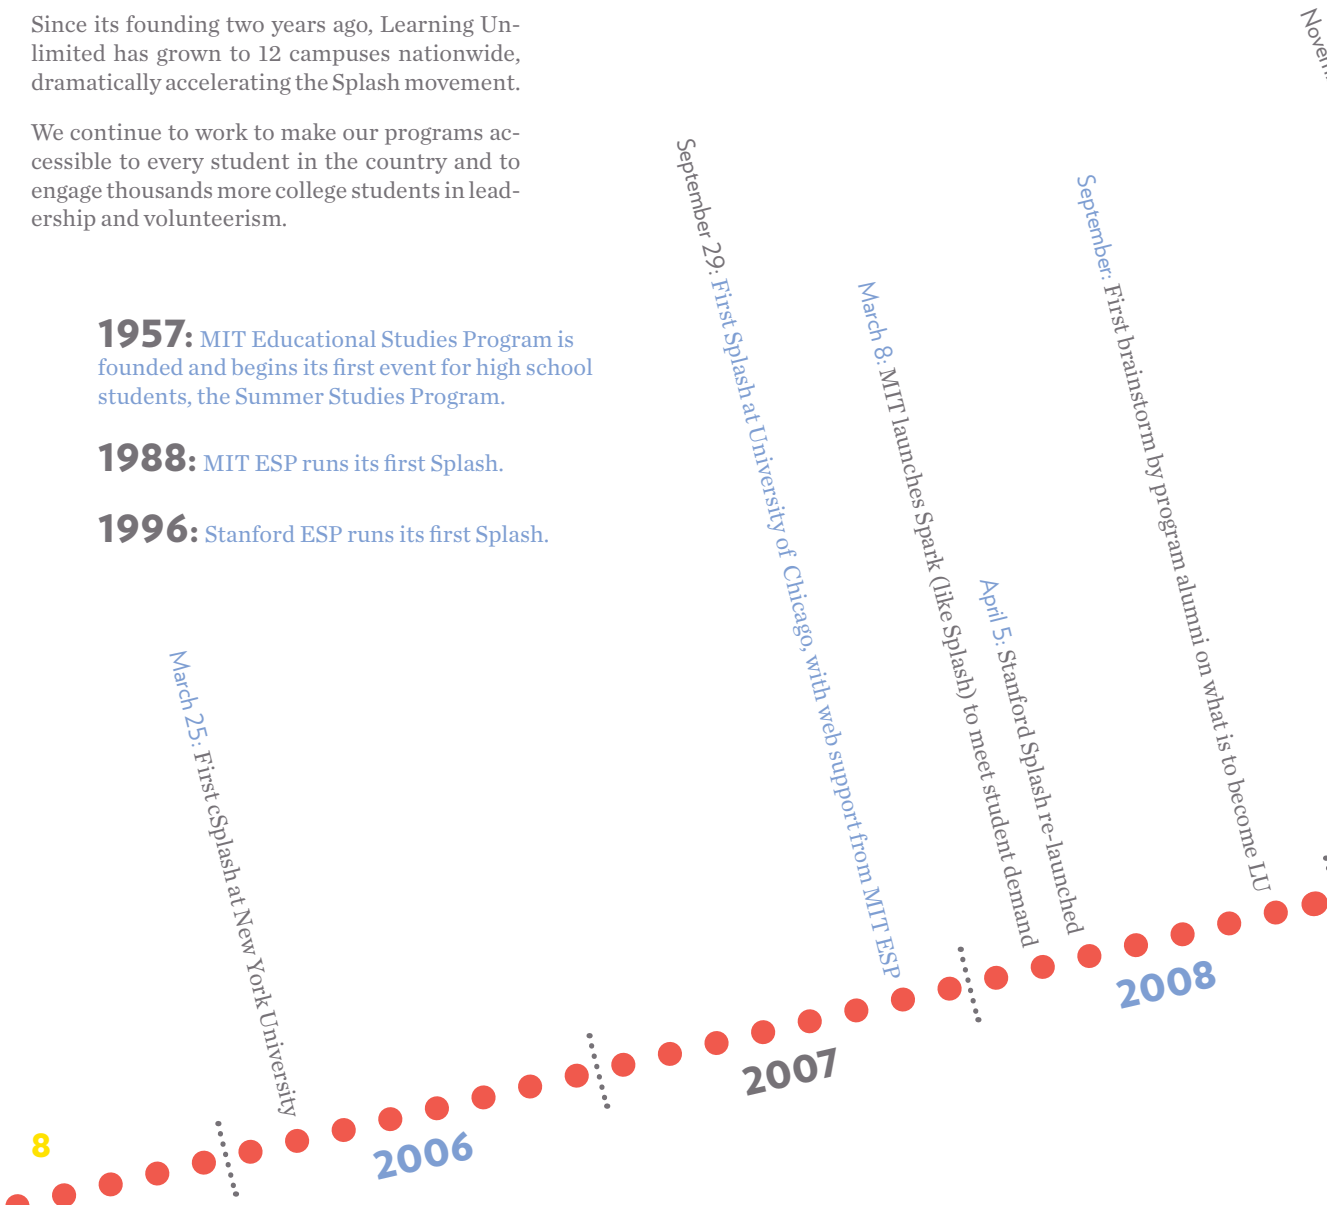 Since its founding two years ago, Learning Un-
limited has grown to 12 campuses nationwide,
dramatically accelerating the Splash movement.
We continue to work to make our programs ac-
cessible to every student in the country and to
engage thousands more college students in lead-
ership and volunteerism.
1957: MIT Educational Studies Program is
founded and begins its first event for high school
students, the Summer Studies Program.
1988: MIT ESP runs its first Splash.
1996: Stanford ESP runs its first Splash.
March 25: First cSplash at New York University
September 29: First Splash at University of Chicago, with web support from MIT ESP
March 8: MIT launches Spark (like Splash) to meet student demand
April 5: Stanford Splash re-launched
September: First brainstorm by program alumni on what is to become LU
2006
2007
2008
8